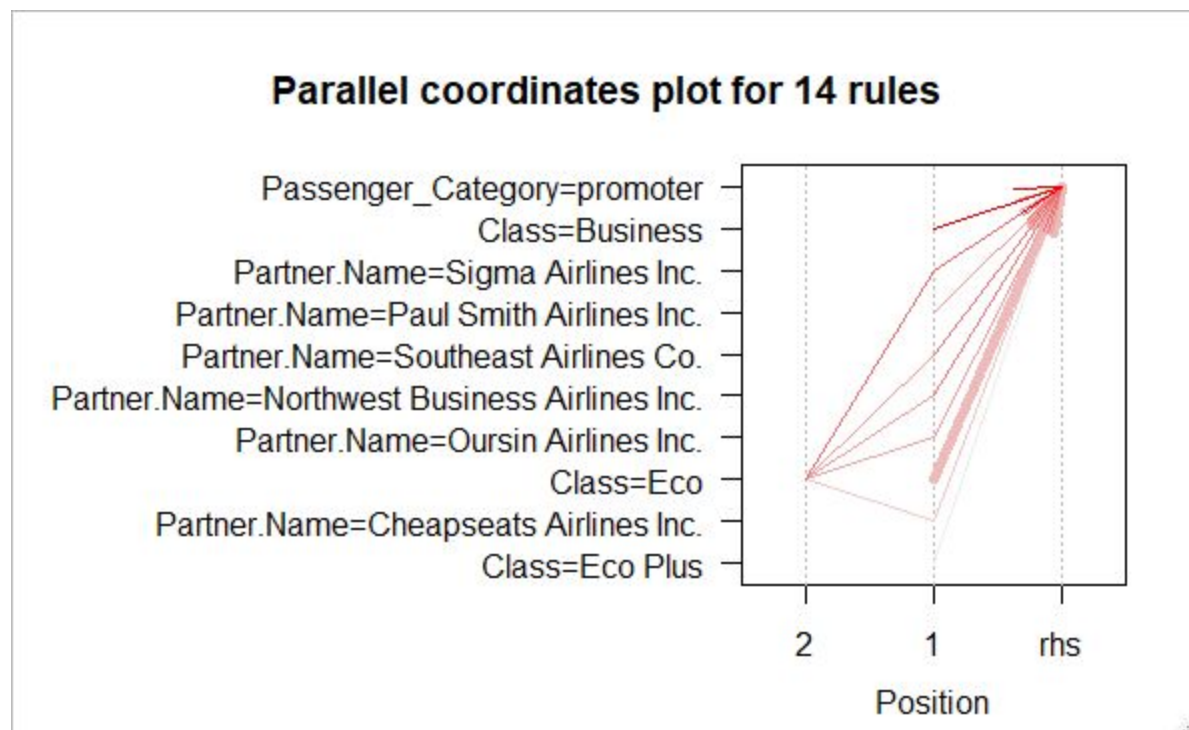 Parallel coordinates plot for 14 rules
Passenger_Category=promoter
Class=Business
Partner.Name=Sigma Airlines Inc.
Partner.Name=Paul Smith Airlines Inc.
Partner.Name=Southeast Airlines Co.
Partner.Name=Northwest Business Airlines Inc.
Partner.Name=Oursin Airlines Inc.
Class=Eco
Partner.Name=Cheapseats Airlines Inc.
Class=Eco Plus
2 1 rhs
Position